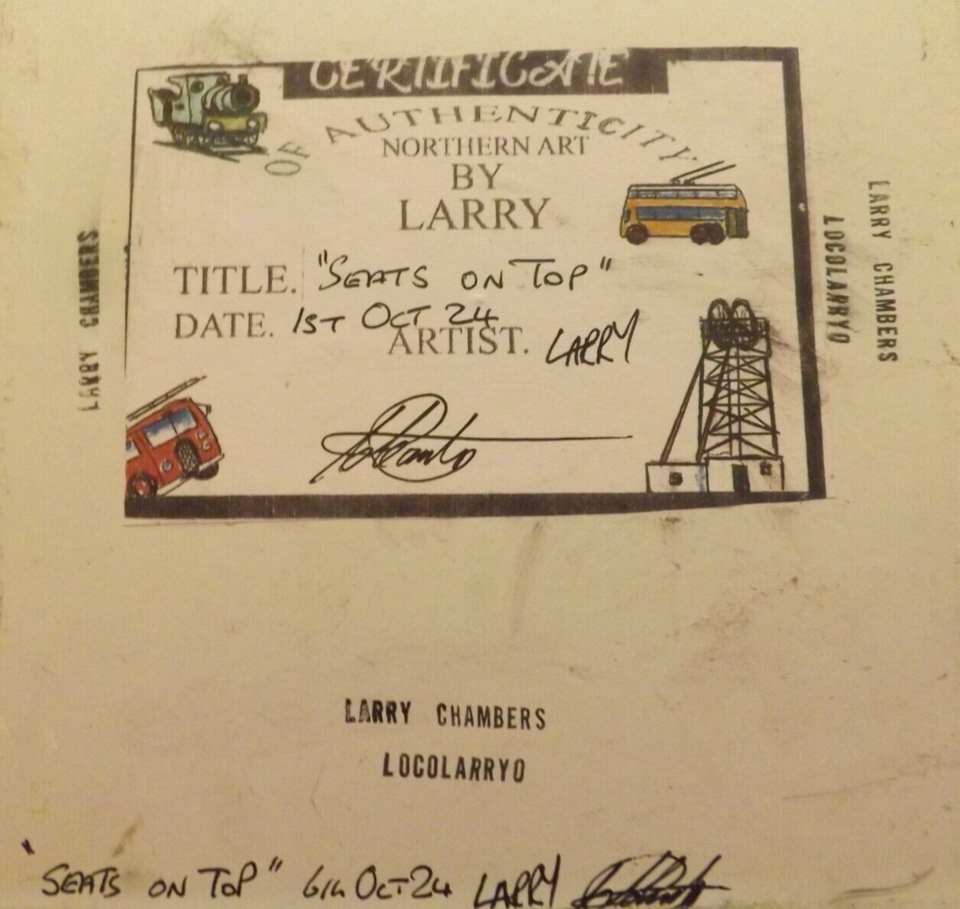 CERTIFICATE
OF AUTHENTICITY
NORTHERN ART
BY
LARRY
TITLE. "SEATS ON TOP"
DATE. 1ST OCT 24
ARTIST. LARRY
LARRY CHAMBERS
LARRY CHAMBERS
LOCOLARRYO
LARRY CHAMBERS
LOCOLARRYO
"SEATS ON TOP" 6th OCT 24 LARRY